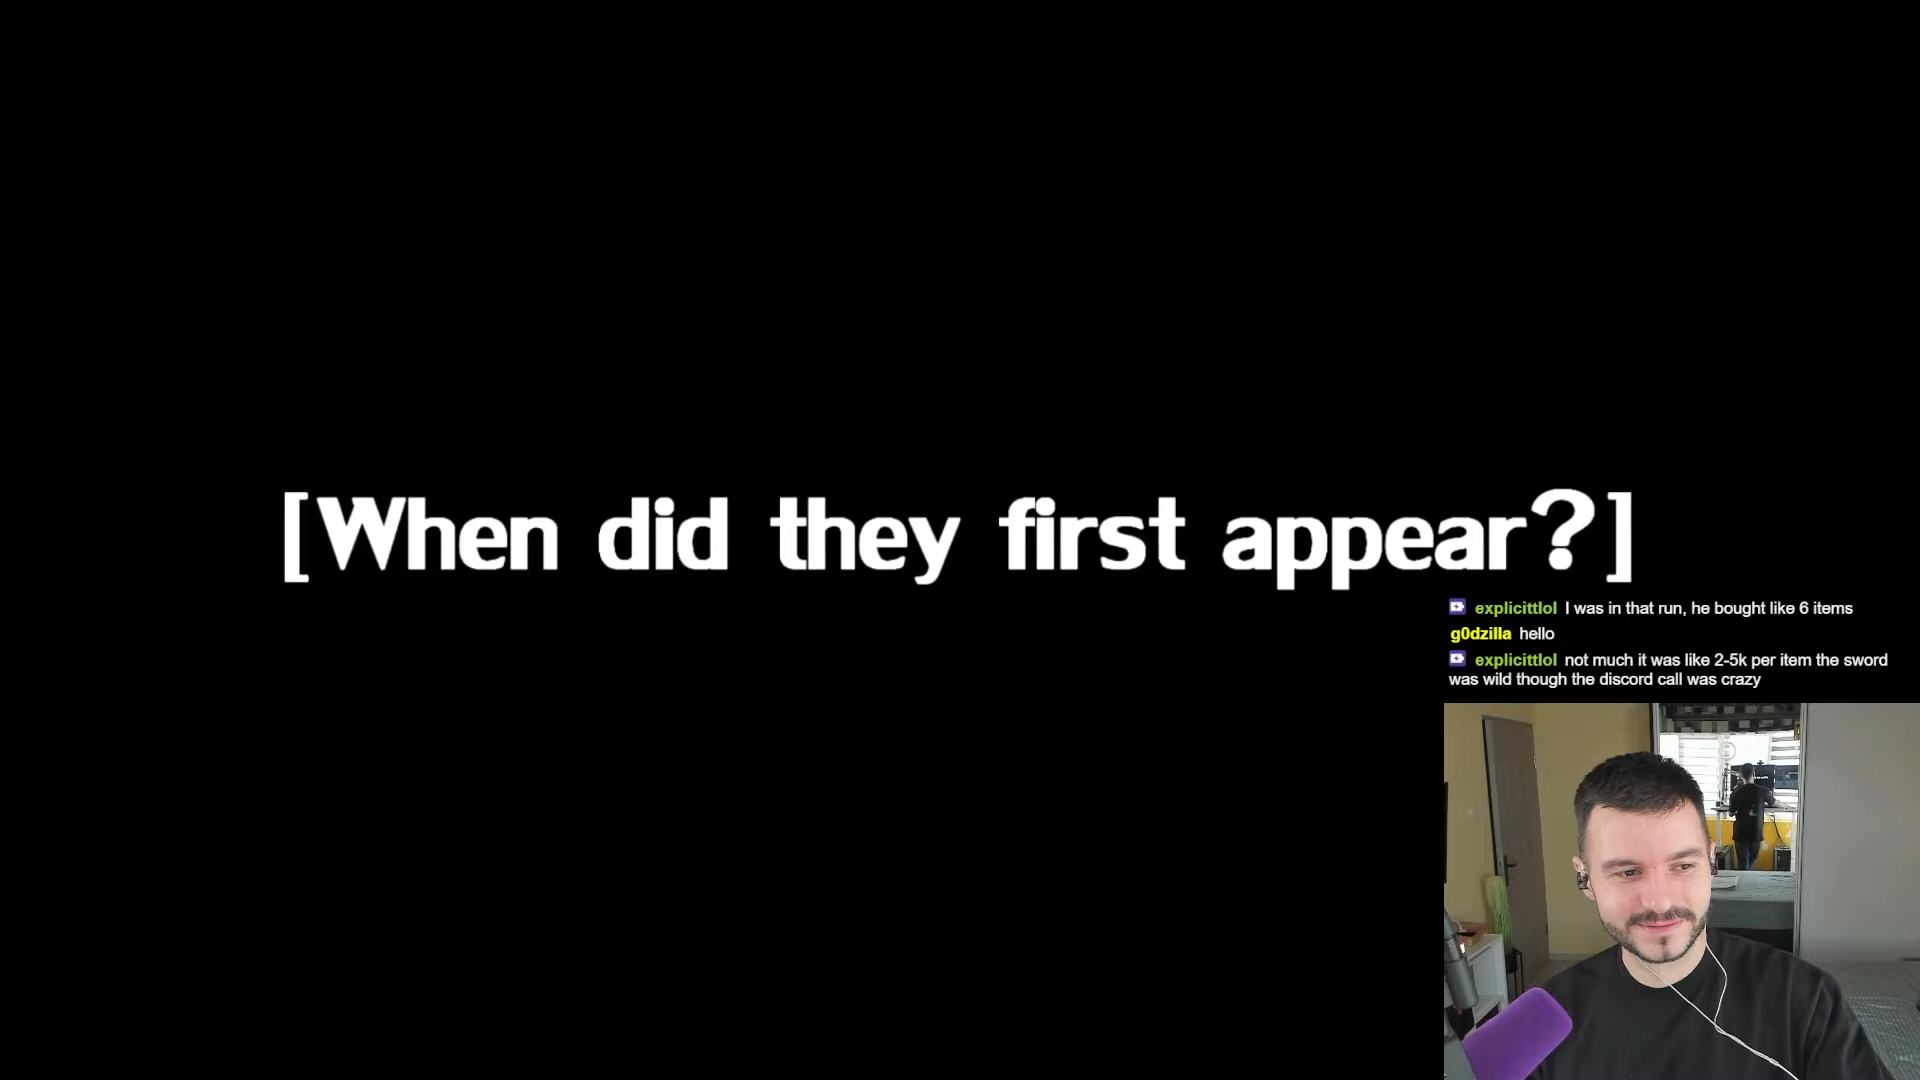 [When did they first appear?]
explicittlol I was in that run, he bought like 6 items
g0dzilla hello
explicittlol not much it was like 2-5k per item the sword
was wild though the discord call was crazy